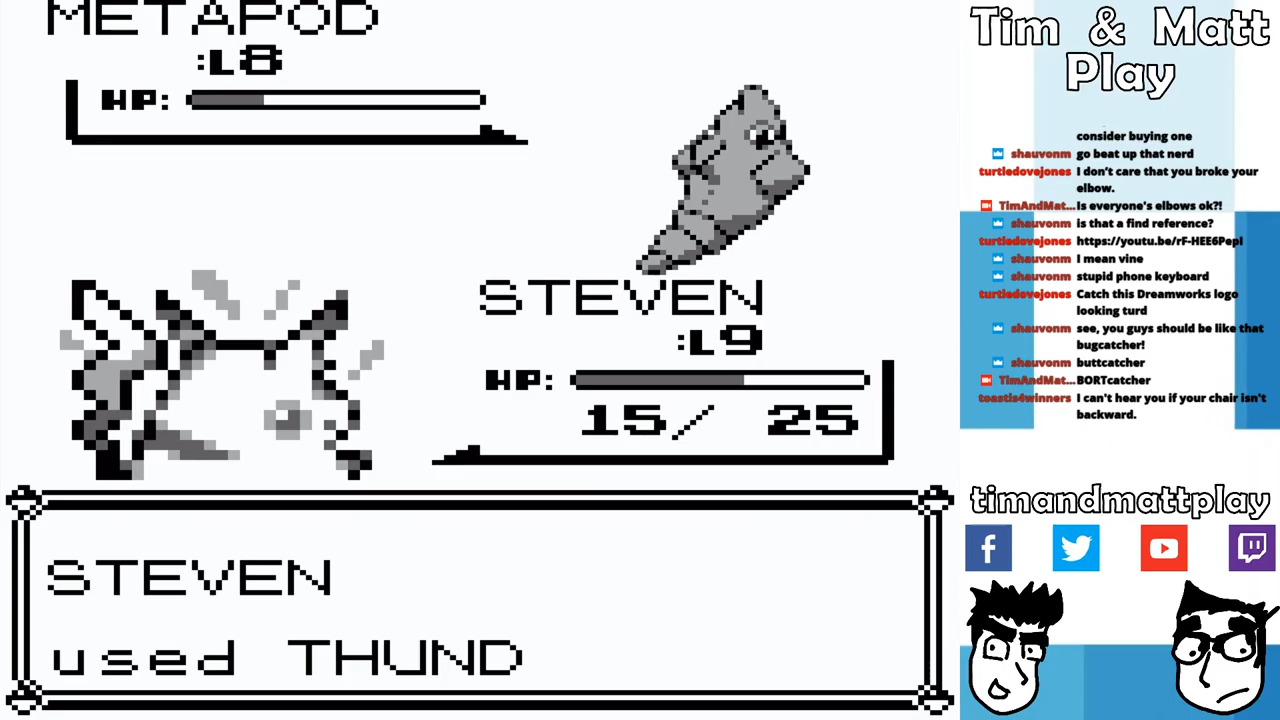 METAPOD
:L8
HP:
STEVEN
:L9
HP:
15/ 25
STEVEN
used THUND
Tim & Matt
Play
consider buying one
shauvonm go beat up that nerd
turtledovejones I don't care that you broke your
elbow.
TimAndMat... Is everyone's elbows ok?!
shauvonm is that a find reference?
turtledovejones https://youtu.be/rF-HEE6PepI
shauvonm I mean vine
shauvonm stupid phone keyboard
turtledovejones Catch this Dreamworks logo
looking turd
shauvonm see, you guys should be like that
bugcatcher!
shauvonm buttcatcher
TimAndMat... BORTcatcher
toastis4winners I can't hear you if your chair isn't
backward.
timandmattplay